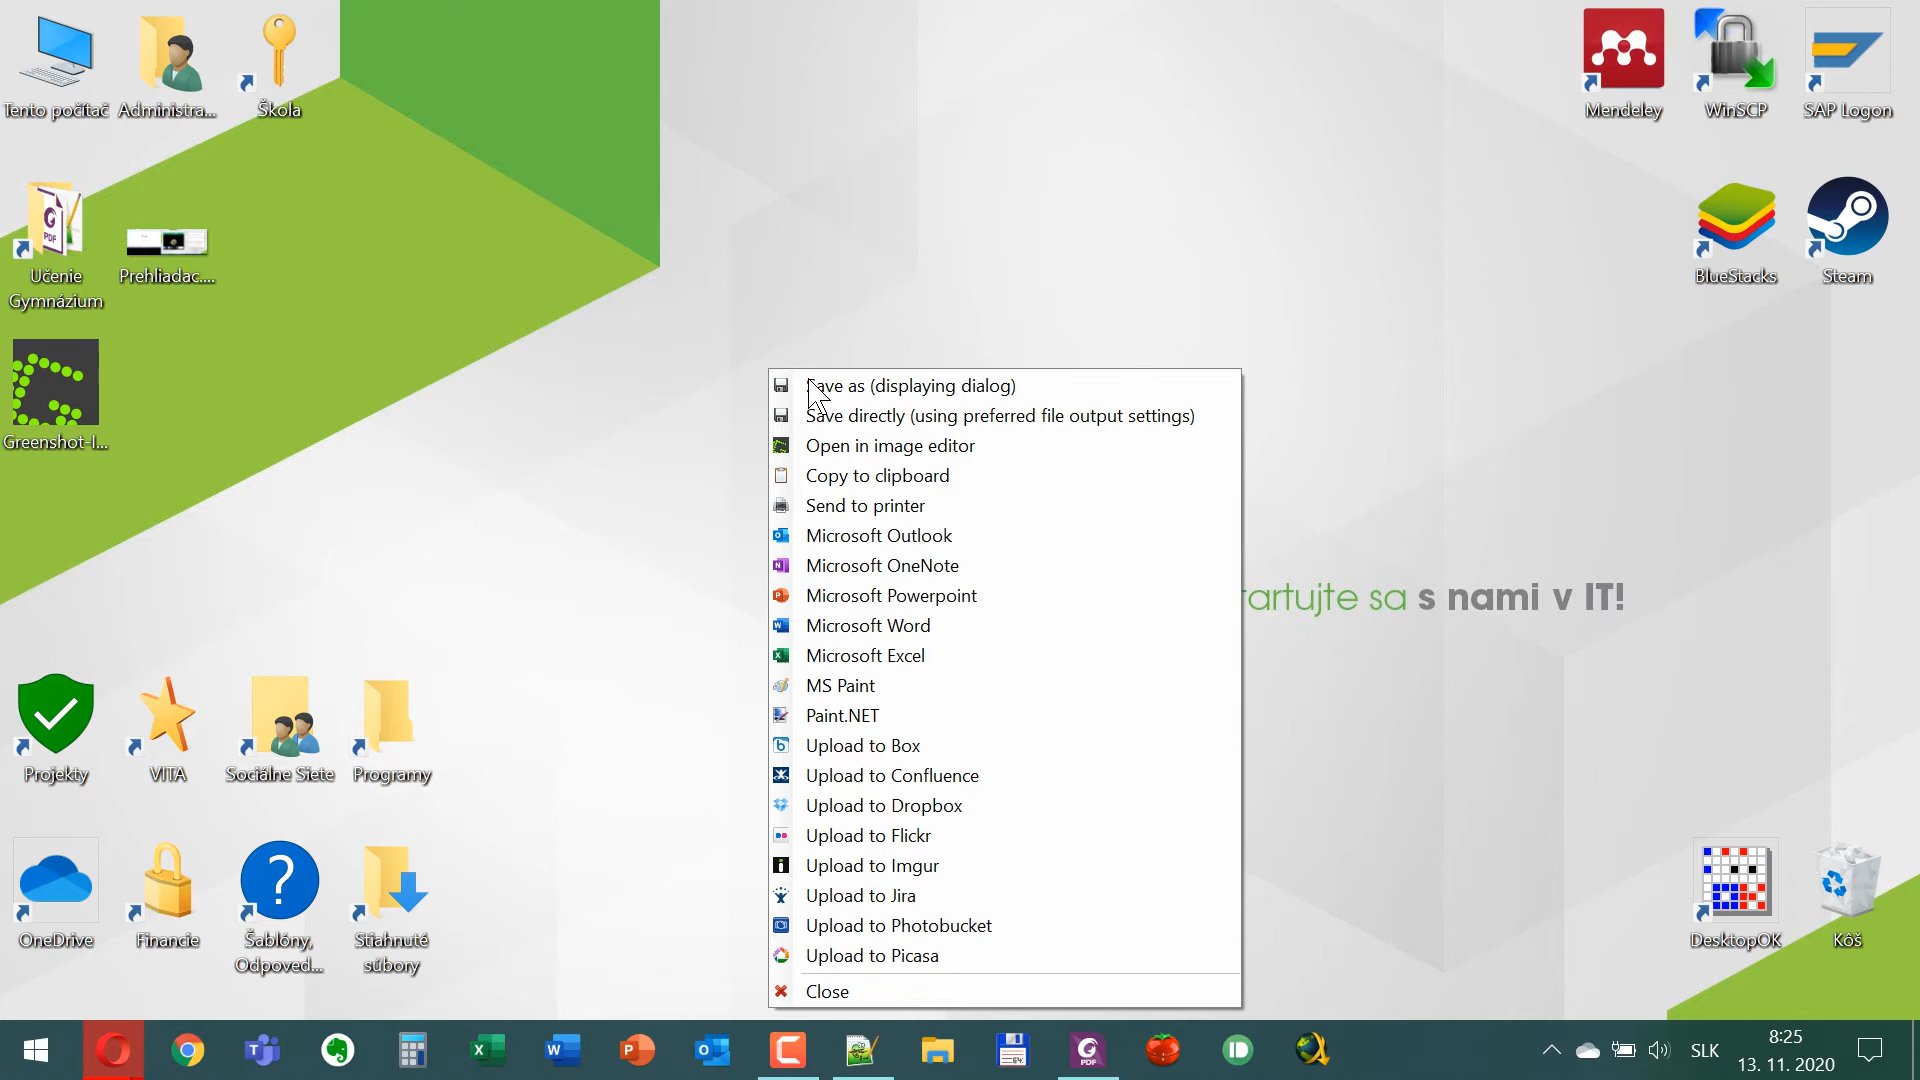 Tento počítač
Administra...
Škola
Mendeley
WinSCP
SAP Logon
Učenie
Gymnázium
Prehliadac....
BlueStacks
Steam
Greenshot-I...
Save as (displaying dialog)
Save directly (using preferred file output settings)
Open in image editor
Copy to clipboard
Send to printer
Microsoft Outlook
Microsoft OneNote
Microsoft Powerpoint
Microsoft Word
Microsoft Excel
MS Paint
Paint.NET
Upload to Box
Upload to Confluence
Upload to Dropbox
Upload to Flickr
Upload to Imgur
Upload to Jira
Upload to Photobucket
Upload to Picasa
Close
tartujte sa s nami v IT!
Projekty
VITA
Sociálne Siete
Programy
OneDrive
Financie
Šablóny,
Odpoved...
Stiahnuté
súbory
DesktopOK
Kôš
SLK
8:25
13. 11. 2020